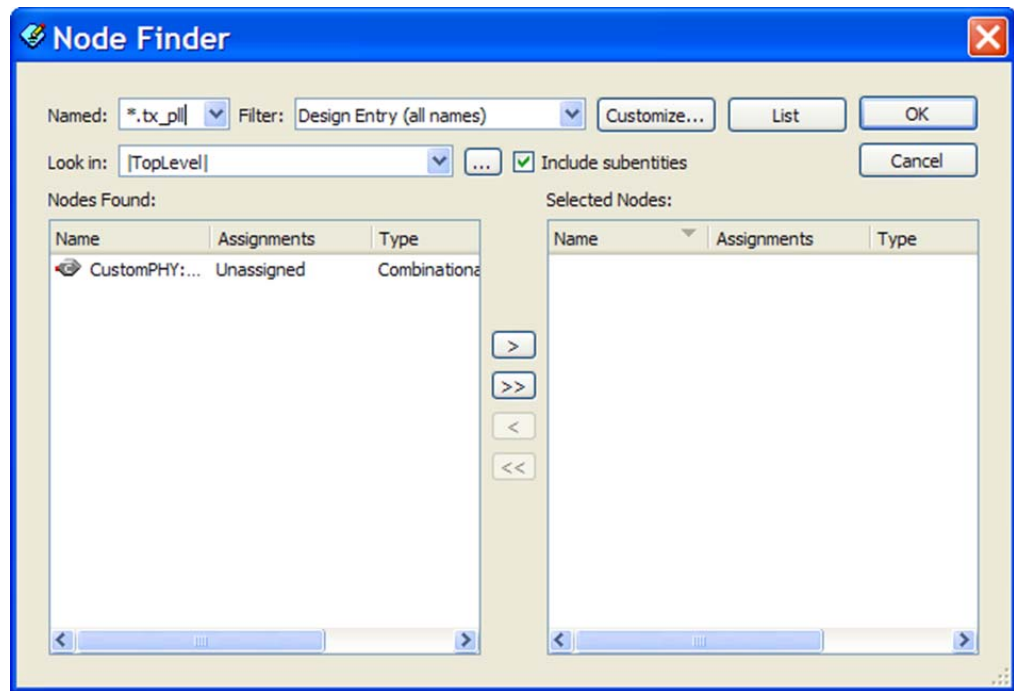 Node Finder
Named: *.tx_pll Filter: Design Entry (all names) Customize... List OK
Look in: |TopLevel| ... Include subentities Cancel
Nodes Found: Selected Nodes:
Name Assignments Type Name Assignments Type
CustomPHY:... Unassigned Combinationa
>
>>
<
<<